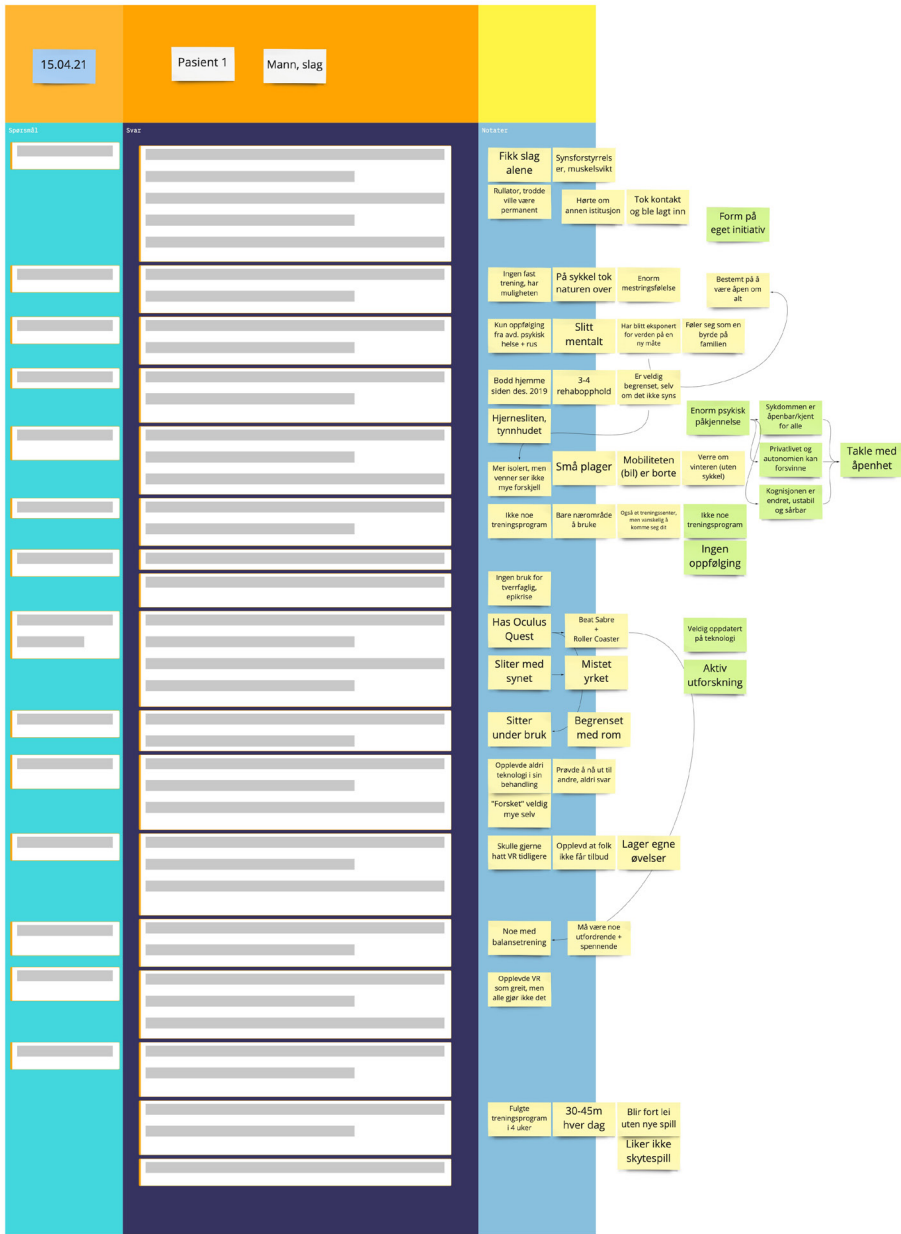 15.04.21
Pasient 1
Mann, slag
Spørsmål
Svar
Notater
Fikk slag
alene
Synsforstyrrels
er, muskelsvikt
Rullator, trodde
ville være
permanent
Hørte om
annen istitusjon
Tok kontakt
og ble lagt inn
Form på
eget initiativ
Ingen fast
trening, har
muligheten
På sykkel tok
naturen over
Enorm
mestringsfølelse
Bestemt på å
være åpen om
alt
Kun oppfølging
fra avd. psykisk
helse + rus
Slitt
mentalt
Har blitt eksponert
for verden på en
ny måte
Føler seg som en
byrde på
familien
Bodd hjemme
siden des. 2019
3-4
rehabopphold
Er veldig
begrenset, selv
om det ikke syns
Hjernesliten,
tynnhudet
Enorm psykisk
påkjennelse
Sykdommen er
åpenbar/kjent
for alle
Mer isolert, men
venner ser ikke
mye forskjell
Små plager
Mobiliteten
(bil) er borte
Verre om
vinteren (uten
sykkel)
Privatlivet og
autonomien kan
forsvinne
Takle med
åpenhet
Kognisjonen er
endret, ustabil
og sårbar
Ikke noe
treningsprogram
Bare nærområde
å bruke
Også et treningssenter,
men vanskelig å
komme seg dit
Ikke noe
treningsprogram
Ingen
oppfølging
Ingen bruk for
tverrfaglig,
epikrise
Has Oculus
Quest
Beat Sabre
+
Roller Coaster
Veldig oppdatert
på teknologi
Sliter med
synet
Mistet
yrket
Aktiv
utforskning
Sitter
under bruk
Begrenset
med rom
Opplevde aldri
teknologi i sin
behandling
Prøvde å nå ut til
andre, aldri svar
"Forsket" veldig
mye selv
Skulle gjerne
hatt VR tidligere
Opplevd at folk
ikke får tilbud
Lager egne
øvelser
Noe med
balansetrening
Må være noe
utfordrende +
spennende
Opplevde VR
som greit, men
alle gjør ikke det
Fulgte
treningsprogram
i 4 uker
30-45m
hver dag
Blir fort lei
uten nye spill
Liker ikke
skytespill